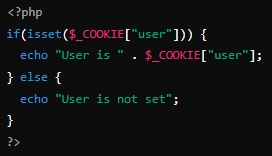 <?php
if(isset($_COOKIE["user"])) {
  echo "User is " . $_COOKIE["user"];
} else {
  echo "User is not set";
}
?>